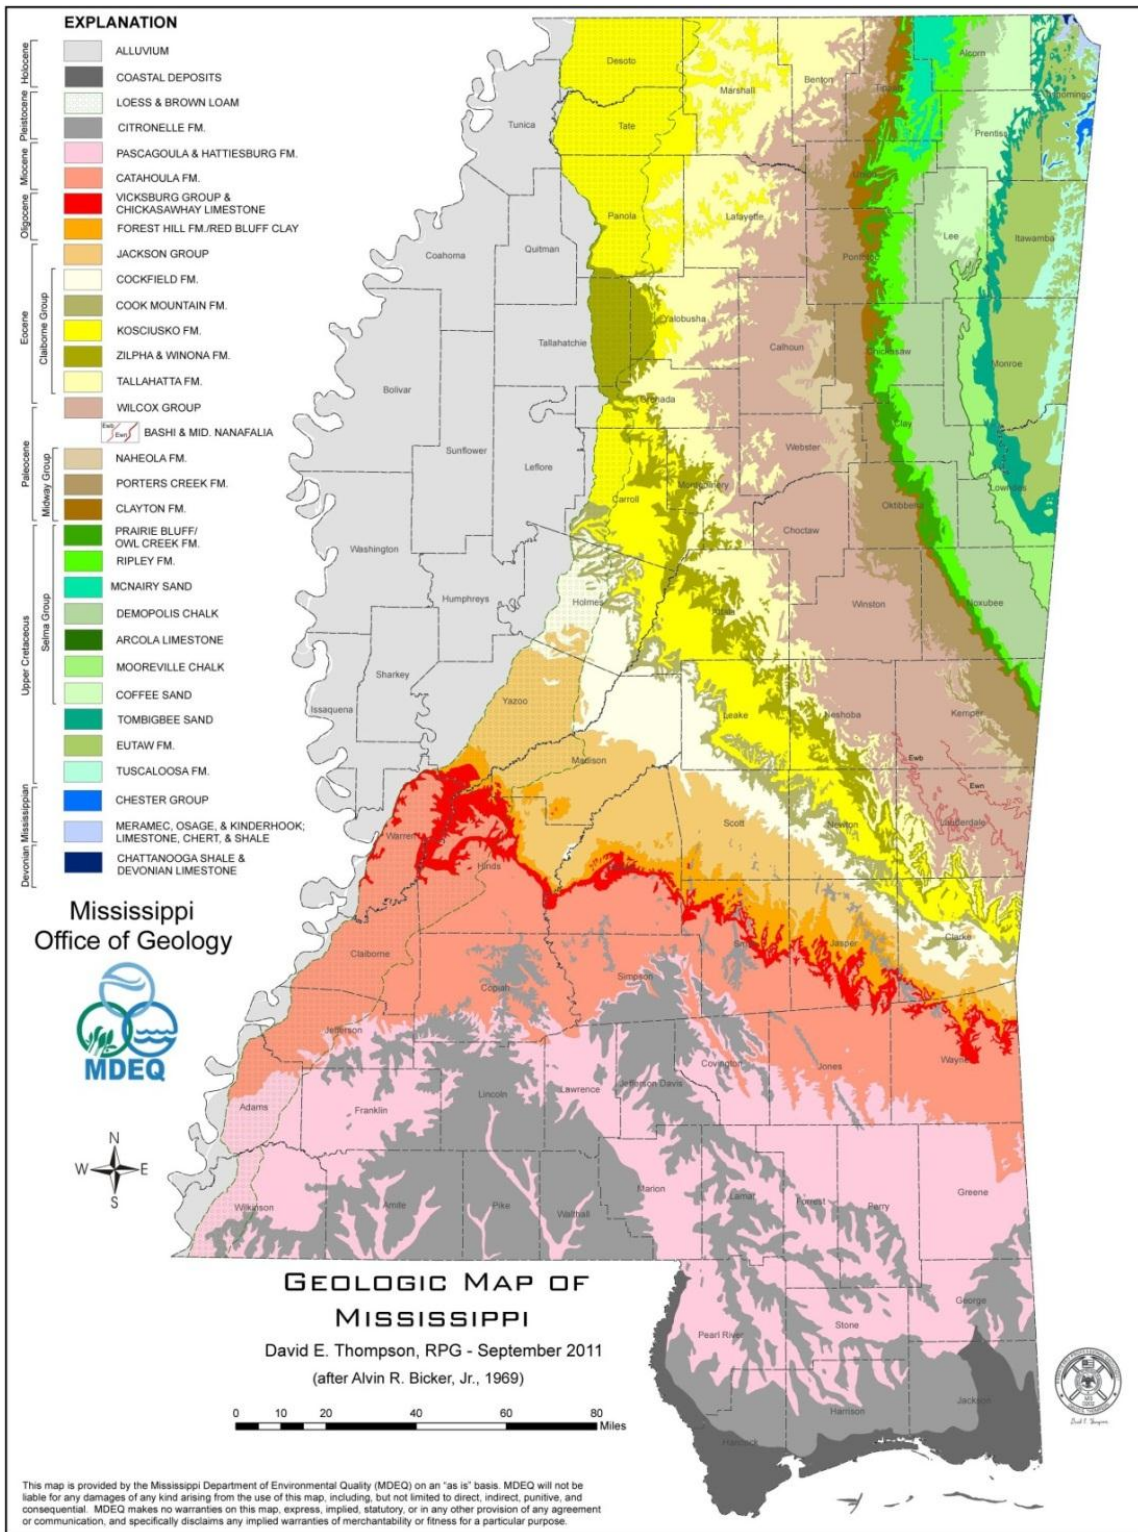 EXPLANATION
Holocene
ALLUVIUM
COASTAL DEPOSITS
Pleistocene
LOESS & BROWN LOAM
CITRONELLE FM.
Miocene
PASCAGOULA & HATTIESBURG FM.
CATAHOULA FM.
Oligocene
VICKSBURG GROUP &
CHICKASAWHAY LIMESTONE
FOREST HILL FM./RED BLUFF CLAY
Eocene
JACKSON GROUP
Claiborne Group
COCKFIELD FM.
COOK MOUNTAIN FM.
KOSCIUSKO FM.
ZILPHA & WINONA FM.
TALLAHATTA FM.
WILCOX GROUP
Ewb
Ewn
BASHI & MID. NANAFALIA
Paleocene
Midway Group
NAHEOLA FM.
PORTERS CREEK FM.
CLAYTON FM.
Upper Cretaceous
Selma Group
PRAIRIE BLUFF/
OWL CREEK FM.
RIPLEY FM.
MCNAIRY SAND
DEMOPOLIS CHALK
ARCOLA LIMESTONE
MOOREVILLE CHALK
COFFEE SAND
TOMBIGBEE SAND
EUTAW FM.
TUSCALOOSA FM.
Mississippian
CHESTER GROUP
MERAMEC, OSAGE, & KINDERHOOK;
LIMESTONE, CHERT, & SHALE
Devonian
CHATTANOOGA SHALE &
DEVONIAN LIMESTONE
Mississippi
Office of Geology
MDEQ
N
W
E
S
Desoto
Marshall
Benton
Alcorn
Tunica
Tate
Prentiss
Panola
Lafayette
Lee
Itawamba
Coahoma
Quitman
Tallahatchie
Calhoun
Chickasaw
Monroe
Bolivar
Sunflower
Leflore
Grenada
Webster
Clay
Carroll
Montgomery
Choctaw
Oktibbeha
Lowndes
Washington
Humphreys
Holmes
Winston
Noxubee
Sharkey
Issaquena
Yazoo
Leake
Neshoba
Kemper
Madison
Ewb
Ewn
Scott
Newton
Lauderdale
Warren
Hinds
Claiborne
Simpson
Jasper
Clarke
Copiah
Jefferson
Covington
Jones
Wayne
Adams
Franklin
Lincoln
Lawrence
Jefferson Davis
Wilkinson
Amite
Pike
Walthall
Marion
Lamar
Forrest
Perry
Greene
Pearl River
Stone
George
Hancock
Harrison
Jackson
GEOLOGIC MAP OF
MISSISSIPPI
David E. Thompson, RPG - September 2011
(after Alvin R. Bicker, Jr., 1969)
0 10 20 40 60 80
Miles
This map is provided by the Mississippi Department of Environmental Quality (MDEQ) on an "as is" basis. MDEQ will not be
liable for any damages of any kind arising from the use of this map, including, but not limited to direct, indirect, punitive, and
consequential. MDEQ makes no warranties on this map, express, implied, statutory, or in any other provision of any agreement
or communication, and specifically disclaims any implied warranties of merchantability or fitness for a particular purpose.